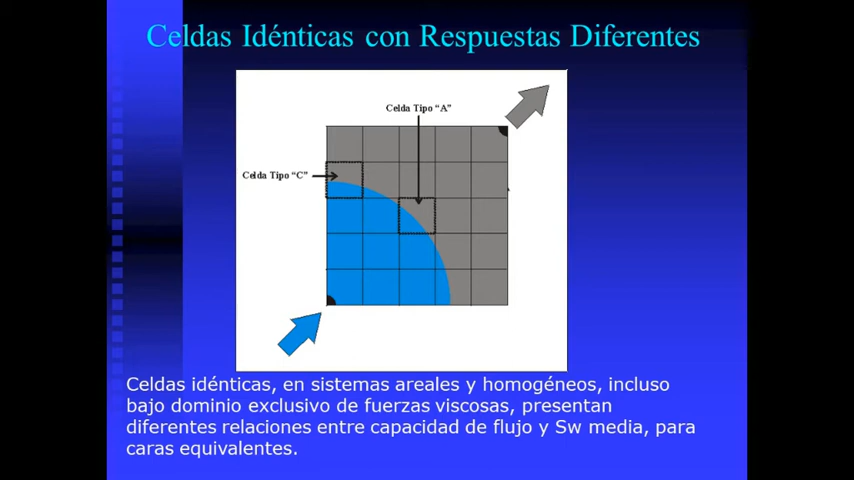 Celdas Idénticas con Respuestas Diferentes
Celda Tipo “A”
Celda Tipo “C”
Celdas idénticas, en sistemas areales y homogéneos, incluso
bajo dominio exclusivo de fuerzas viscosas, presentan
diferentes relaciones entre capacidad de flujo y Sw media, para
caras equivalentes.